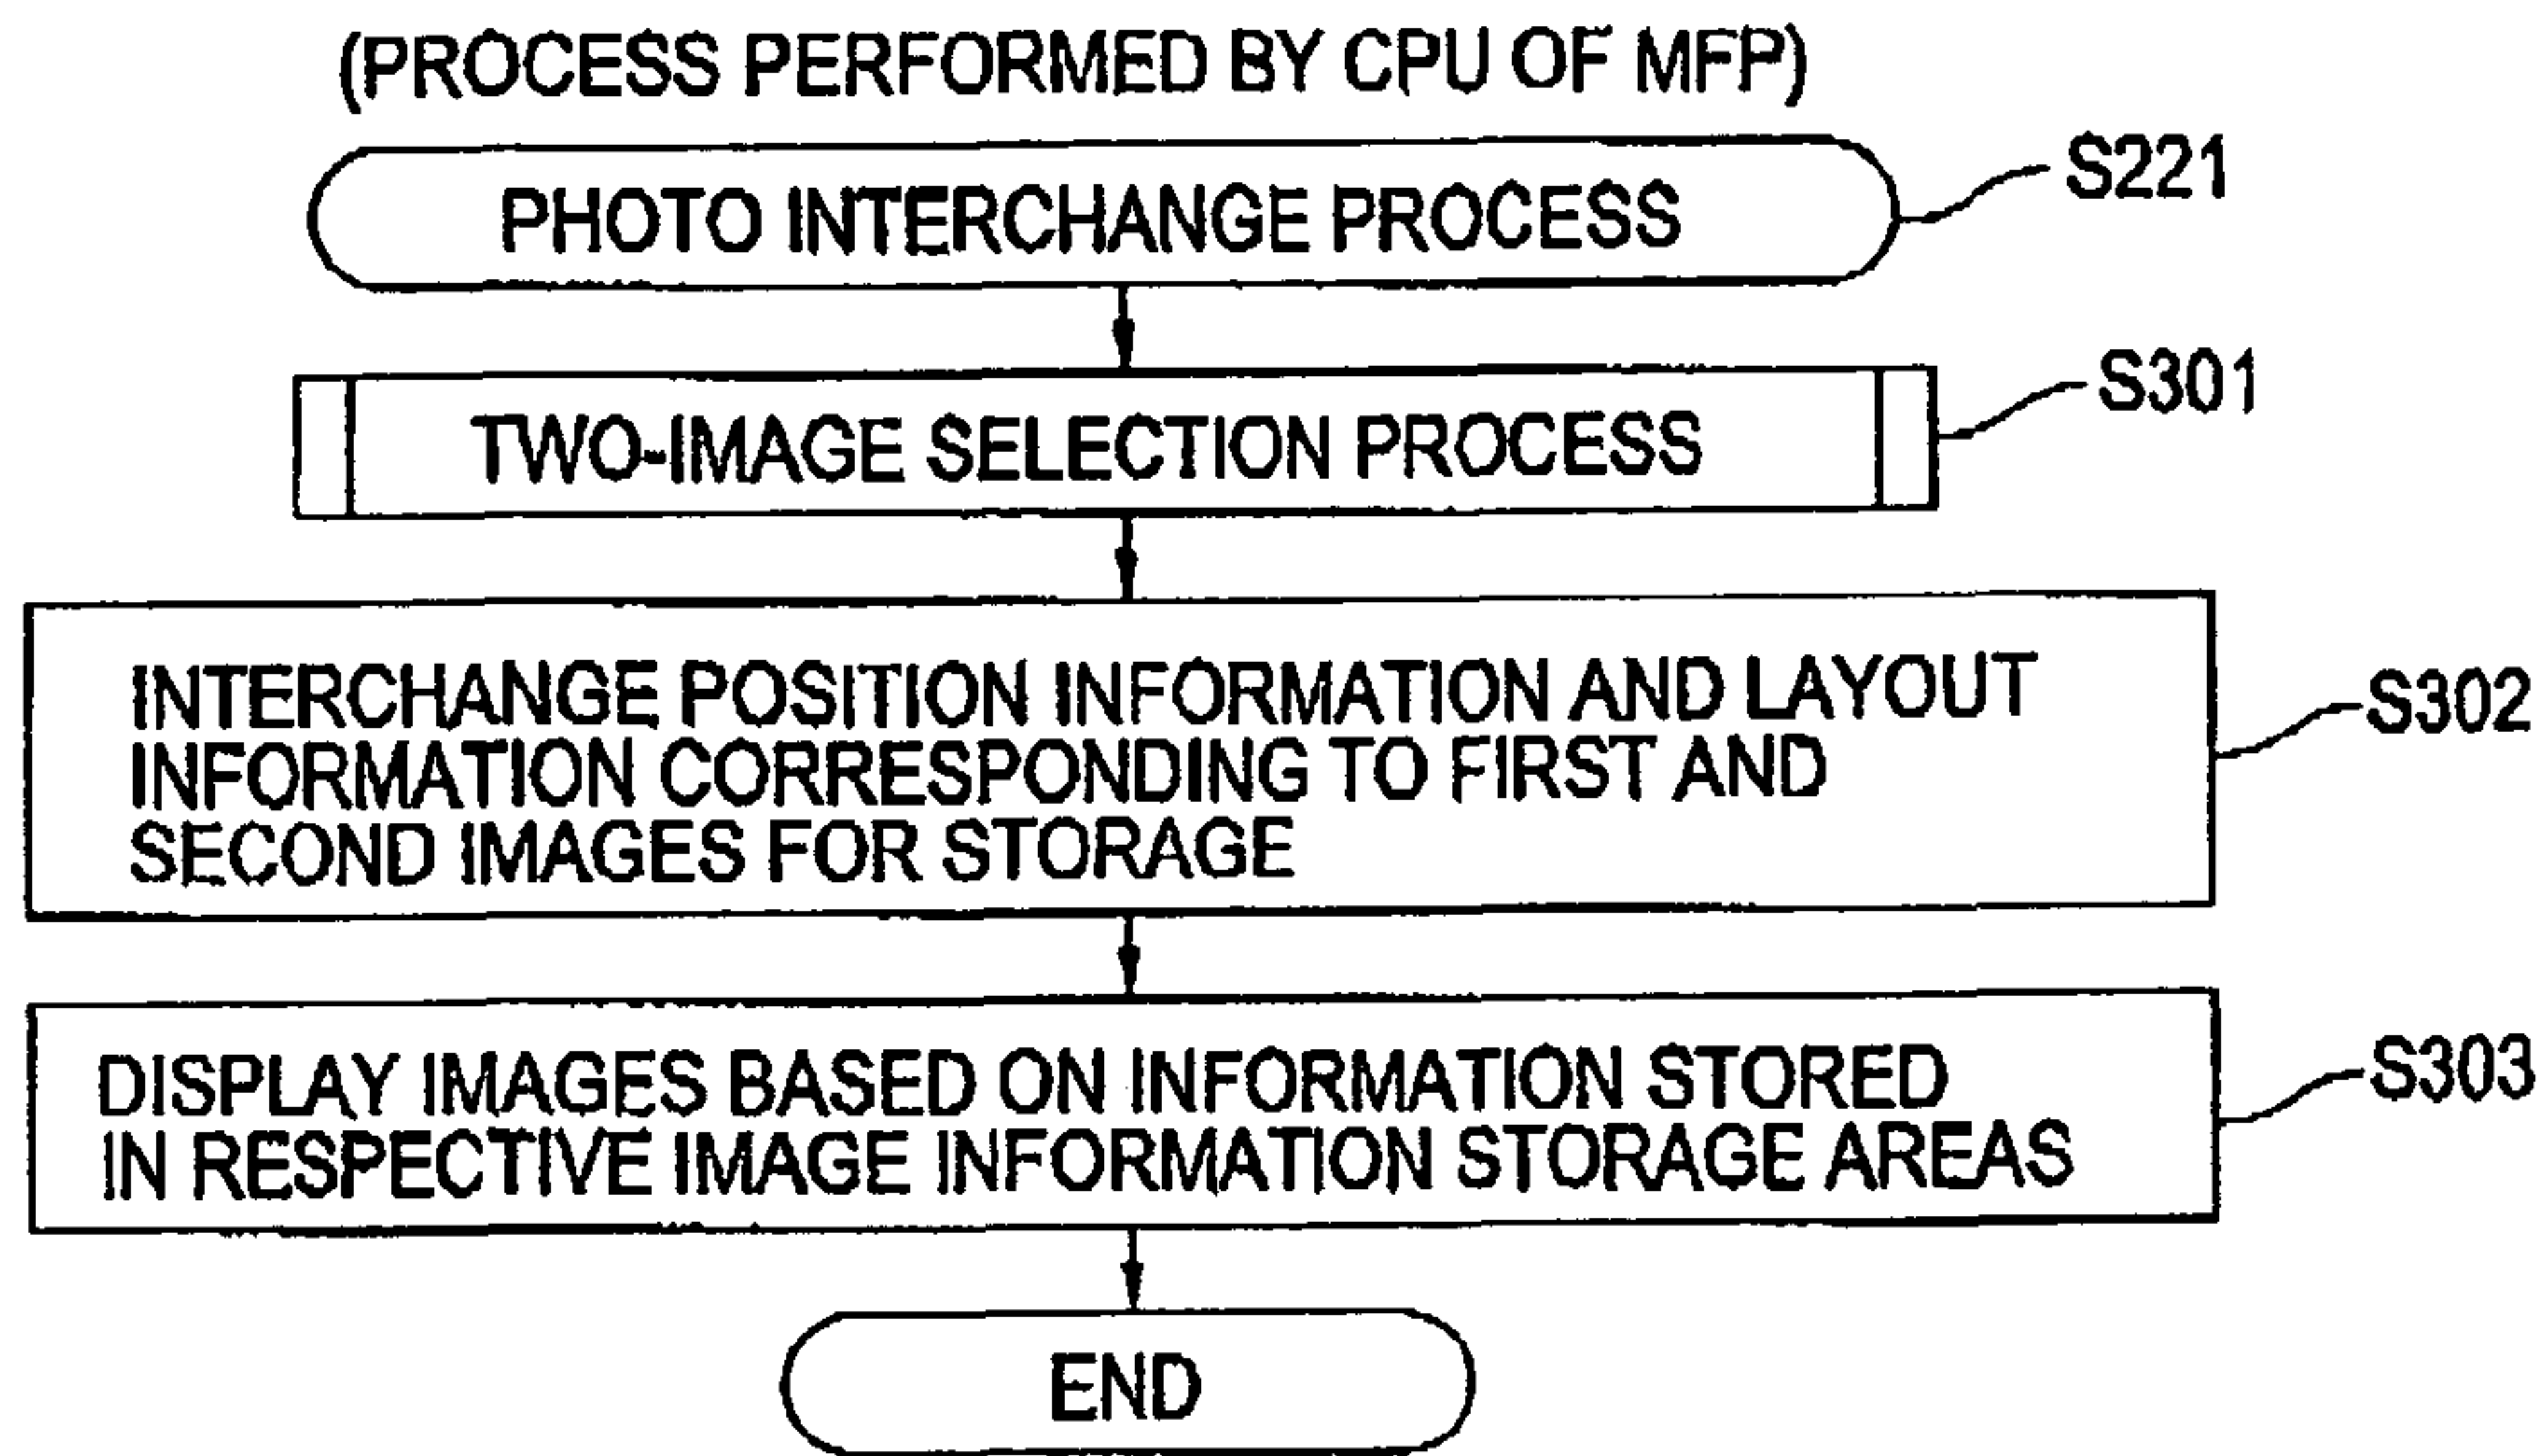 (PROCESS PERFORMED BY CPU OF MFP)
PHOTO INTERCHANGE PROCESS
S221
TWO-IMAGE SELECTION PROCESS
S301
INTERCHANGE POSITION INFORMATION AND LAYOUT
INFORMATION CORRESPONDING TO FIRST AND
SECOND IMAGES FOR STORAGE
S302
DISPLAY IMAGES BASED ON INFORMATION STORED
IN RESPECTIVE IMAGE INFORMATION STORAGE AREAS
S303
END